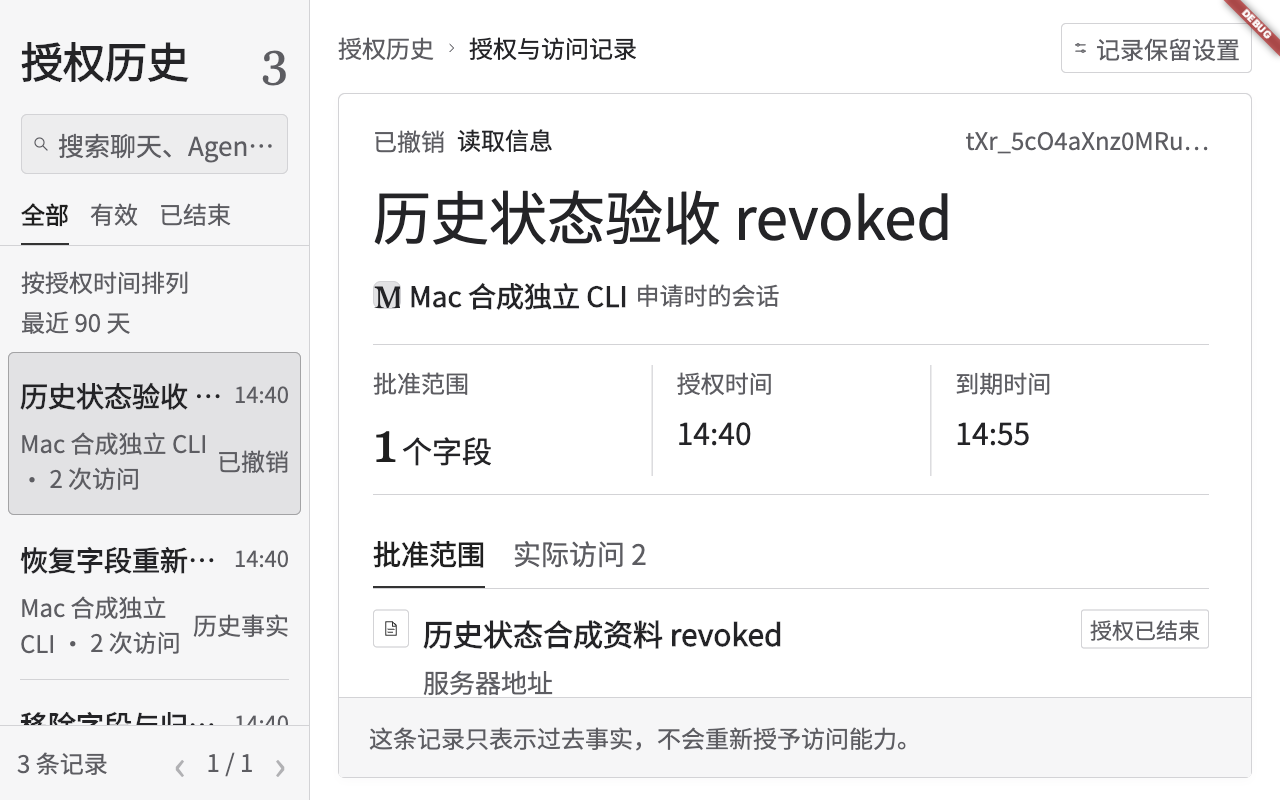 授权历史
3
搜索聊天、Agen…
全部 有效 已结束
按授权时间排列
最近 90 天
历史状态验收 … 14:40
Mac 合成独立 CLI
· 2 次访问
已撤销
恢复字段重新… 14:40
Mac 合成独立
CLI · 2 次访问
历史事实
移除字段与归… 14:40
3 条记录
‹ 1 / 1 ›
授权历史 › 授权与访问记录
记录保留设置
DEBUG
已撤销 读取信息
tXr_5cO4aXnz0MRu…
历史状态验收 revoked
M Mac 合成独立 CLI 申请时的会话
批准范围
1 个字段
授权时间
14:40
到期时间
14:55
批准范围 实际访问 2
历史状态合成资料 revoked
授权已结束
服务器地址
这条记录只表示过去事实，不会重新授予访问能力。